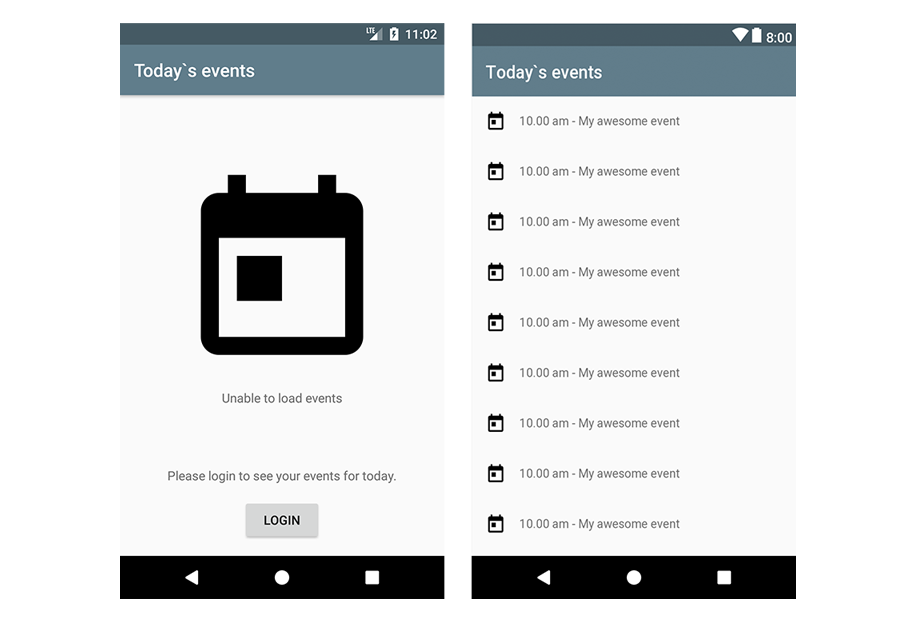 LTE 11:02
Today`s events
Unable to load events
Please login to see your events for today.
LOGIN
8:00
Today`s events
10.00 am - My awesome event
10.00 am - My awesome event
10.00 am - My awesome event
10.00 am - My awesome event
10.00 am - My awesome event
10.00 am - My awesome event
10.00 am - My awesome event
10.00 am - My awesome event
10.00 am - My awesome event